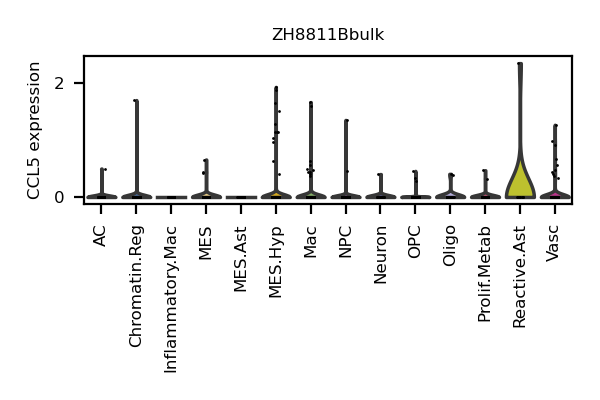 ZH8811Bbulk
CCL5 expression
2
0
AC
Chromatin.Reg
Inflammatory.Mac
MES
MES.Ast
MES.Hyp
Mac
NPC
Neuron
OPC
Oligo
Prolif.Metab
Reactive.Ast
Vasc